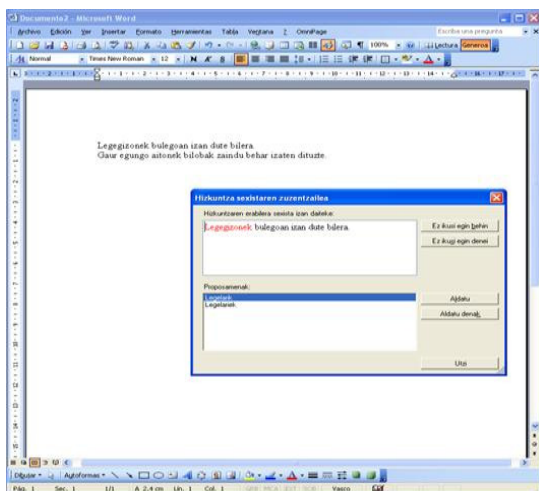 Documento2 - Microsoft Word
Archivo Edición Ver Insertar Formato Herramientas Tabla Ventana ? OmniPage Escriba una pregunta
100% Lectura Generoa
Normal Times New Roman 12 N K S
Legegizonek bulegoan izan dute bilera.
Gaur egungo aitonek bilobak zaindu behar izaten dituzte.
Hizkuntza sexistaren zuzentzailea
Hizkuntzaren erabilera sexista izan daiteke:
Legegizonek bulegoan izan dute bilera.
Ez ikusi egin behin
Ez ikusi egin denei
Proposamenak:
Legelariek
Legelariek
Aldatu
Aldatu denak
Utzi
Dibujar Autoformas
Pág. 1 Sec. 1 1/1 A 2,4 cm Lín. 1 Col. 1 Vasco